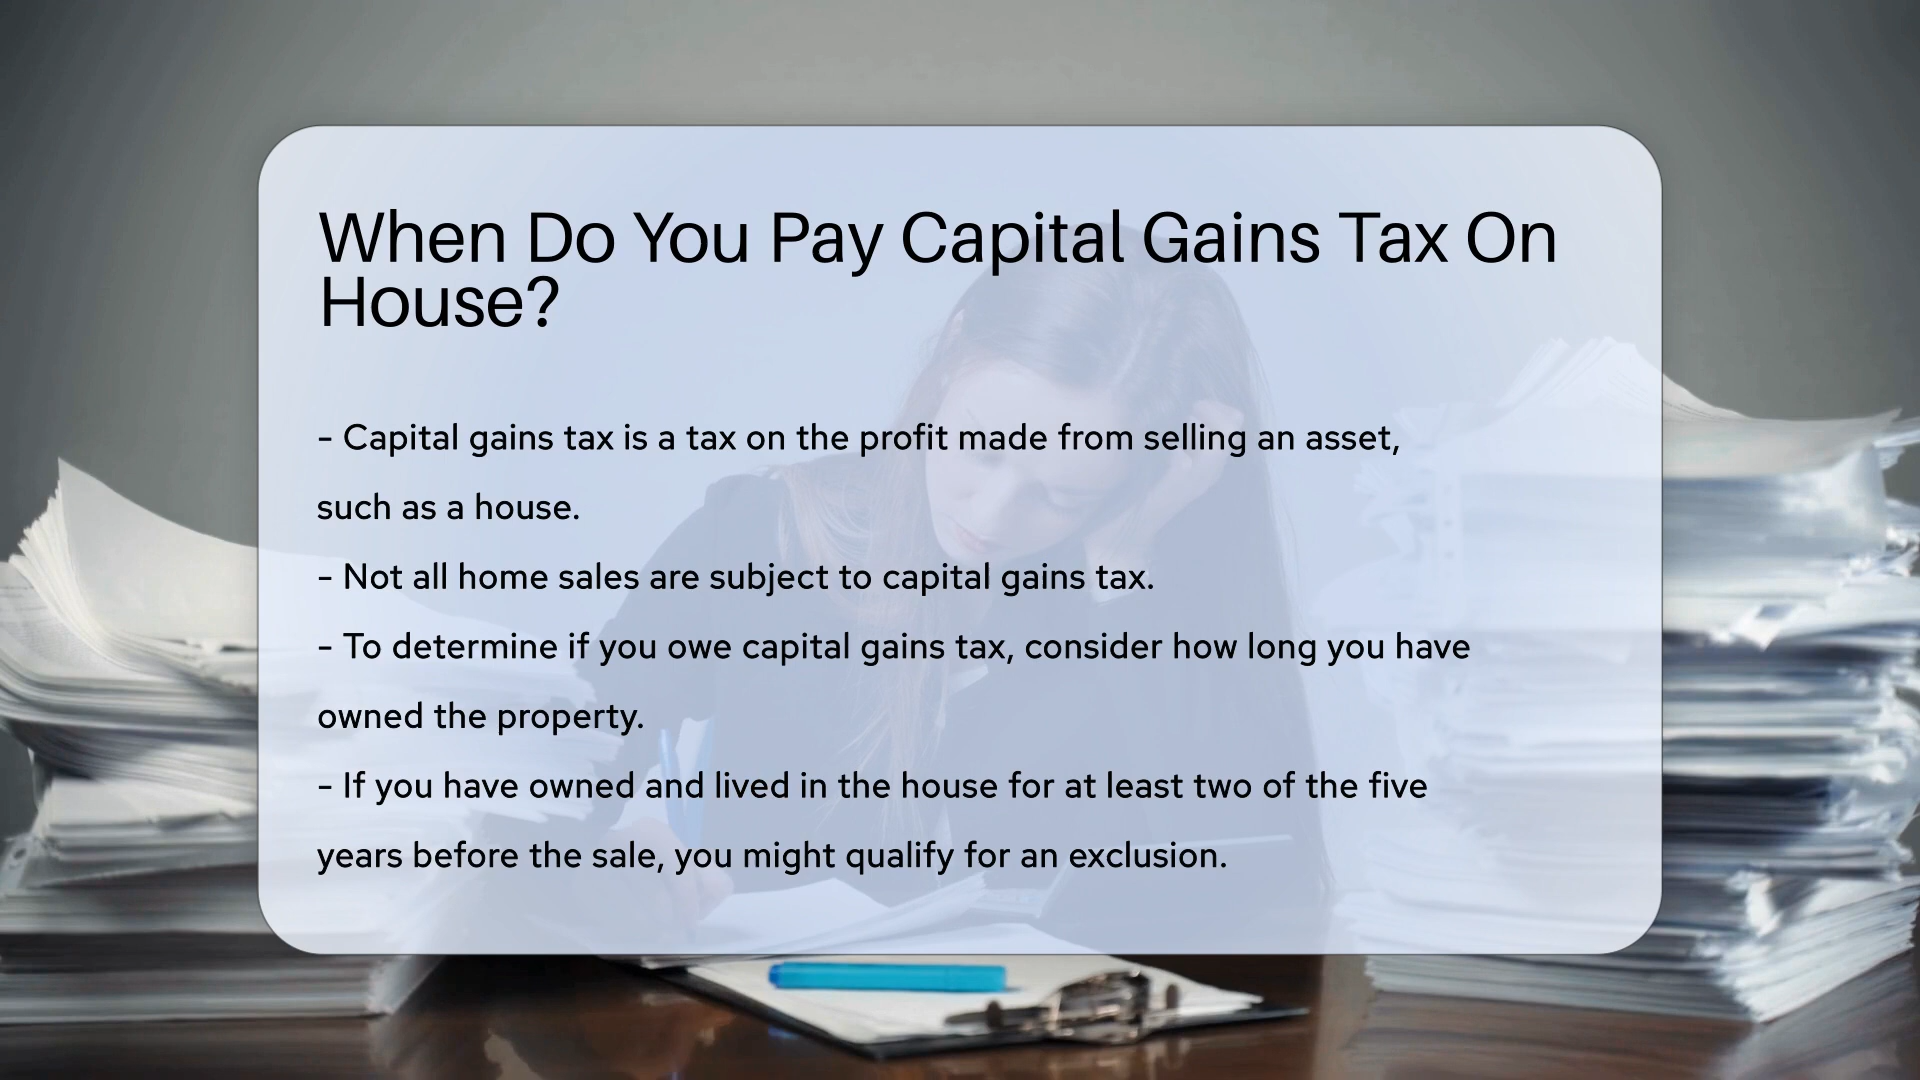 When Do You Pay Capital Gains Tax On
House?
- Capital gains tax is a tax on the profit made from selling an asset,
such as a house.
- Not all home sales are subject to capital gains tax.
- To determine if you owe capital gains tax, consider how long you have
owned the property.
- If you have owned and lived in the house for at least two of the five
years before the sale, you might qualify for an exclusion.